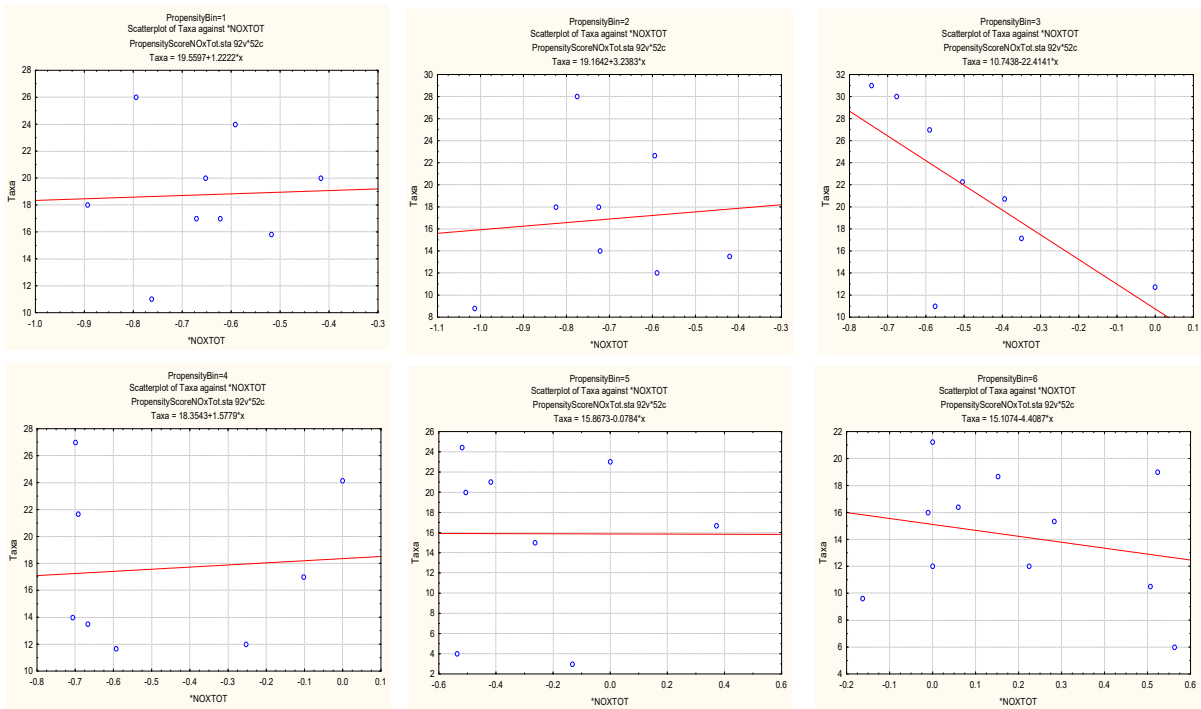 PropensityBin=1
Scatterplot of Taxa against *NOXTOT
PropensityScoreNOxTot.sta 92v*52c
Taxa = 19.5597+1.2222*x
28
26
24
22
20
18
16
14
12
10
Taxa
-1.0 -0.9 -0.8 -0.7 -0.6 -0.5 -0.4 -0.3
*NOXTOT
PropensityBin=2
Scatterplot of Taxa against *NOXTOT
PropensityScoreNOxTot.sta 92v*52c
Taxa = 19.1642+3.2383*x
30
28
26
24
22
20
18
16
14
12
10
8
Taxa
-1.1 -1.0 -0.9 -0.8 -0.7 -0.6 -0.5 -0.4 -0.3
*NOXTOT
PropensityBin=3
Scatterplot of Taxa against *NOXTOT
PropensityScoreNOxTot.sta 92v*52c
Taxa = 10.7438-22.4141*x
32
30
28
26
24
22
20
18
16
14
12
10
Taxa
-0.8 -0.7 -0.6 -0.5 -0.4 -0.3 -0.2 -0.1 0.0 0.1
*NOXTOT
PropensityBin=4
Scatterplot of Taxa against *NOXTOT
PropensityScoreNOxTot.sta 92v*52c
Taxa = 18.3543+1.5779*x
28
26
24
22
20
18
16
14
12
10
Taxa
-0.8 -0.7 -0.6 -0.5 -0.4 -0.3 -0.2 -0.1 0.0 0.1
*NOXTOT
PropensityBin=5
Scatterplot of Taxa against *NOXTOT
PropensityScoreNOxTot.sta 92v*52c
Taxa = 15.8673-0.0784*x
26
24
22
20
18
16
14
12
10
8
6
4
2
Taxa
-0.6 -0.4 -0.2 0.0 0.2 0.4 0.6
*NOXTOT
PropensityBin=6
Scatterplot of Taxa against *NOXTOT
PropensityScoreNOxTot.sta 92v*52c
Taxa = 15.1074-4.4087*x
22
20
18
16
14
12
10
8
6
4
Taxa
-0.2 -0.1 0.0 0.1 0.2 0.3 0.4 0.5 0.6
*NOXTOT